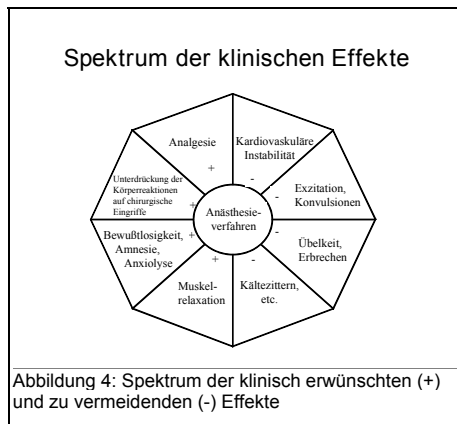 Spektrum der klinischen Effekte
Analgesie
+
Kardiovaskuläre
Instabilität
-
Exzitation,
Konvulsionen
-
Übelkeit,
Erbrechen
-
Kältezittern,
etc.
-
Muskel-
relaxation
+
Bewußtlosigkeit,
Amnesie,
Anxiolyse
+
Unterdrückung der
Körperreaktionen
auf chirurgische
Eingriffe
+
Anästhesie-
verfahren
Abbildung 4: Spektrum der klinisch erwünschten (+)
und zu vermeidenden (-) Effekte